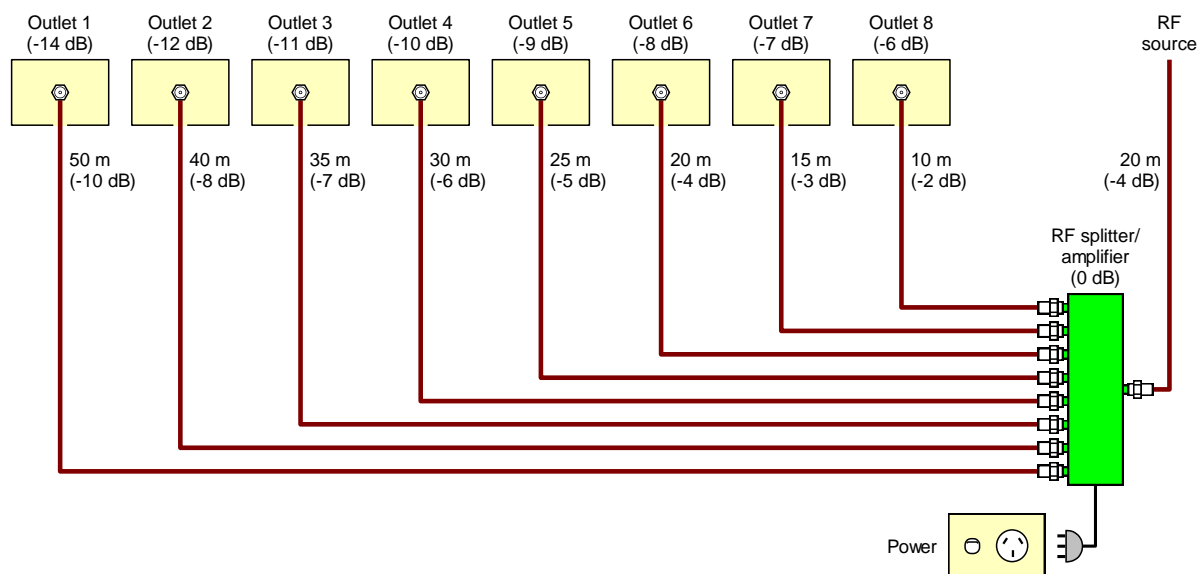 Outlet 1
(-14 dB)
Outlet 2
(-12 dB)
Outlet 3
(-11 dB)
Outlet 4
(-10 dB)
Outlet 5
(-9 dB)
Outlet 6
(-8 dB)
Outlet 7
(-7 dB)
Outlet 8
(-6 dB)
RF
source
50 m
(-10 dB)
40 m
(-8 dB)
35 m
(-7 dB)
30 m
(-6 dB)
25 m
(-5 dB)
20 m
(-4 dB)
15 m
(-3 dB)
10 m
(-2 dB)
20 m
(-4 dB)
RF splitter/
amplifier
(0 dB)
Power